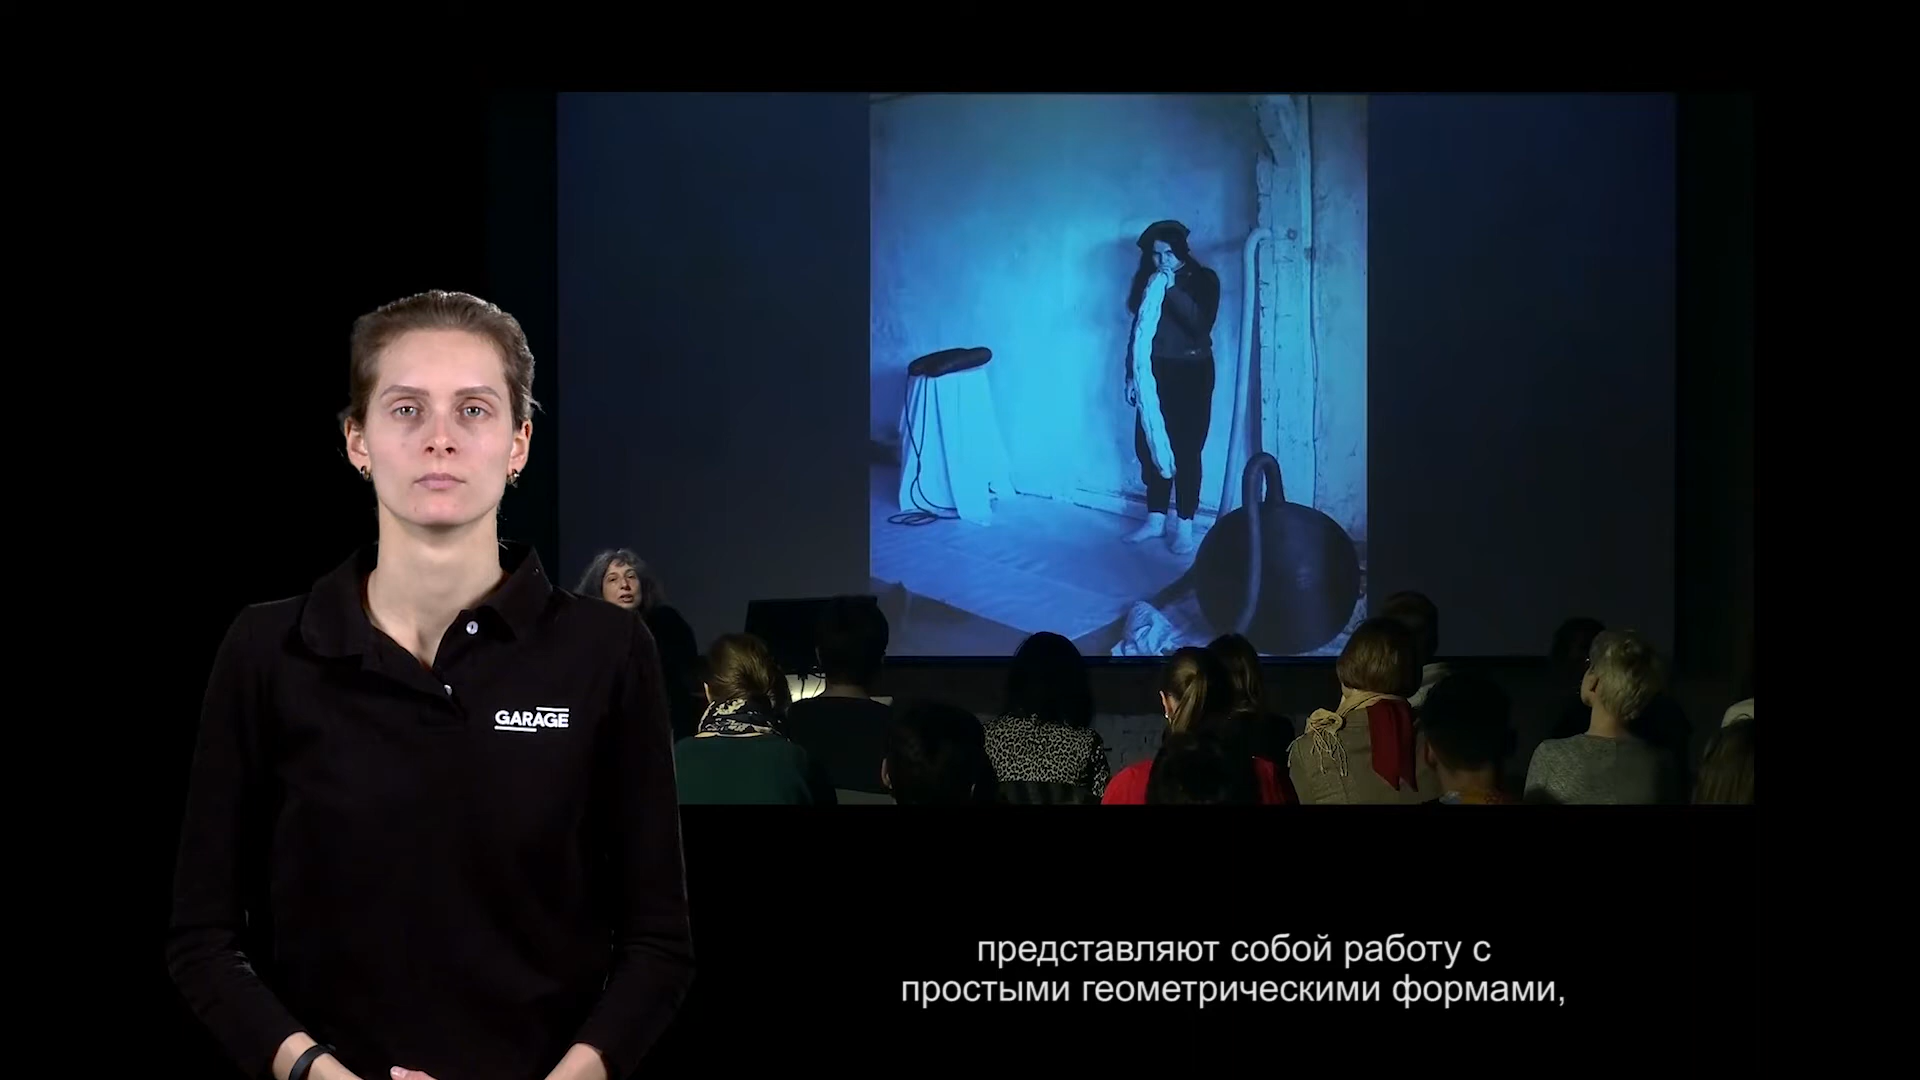 GARAGE
представляют собой работу с
простыми геометрическими формами,